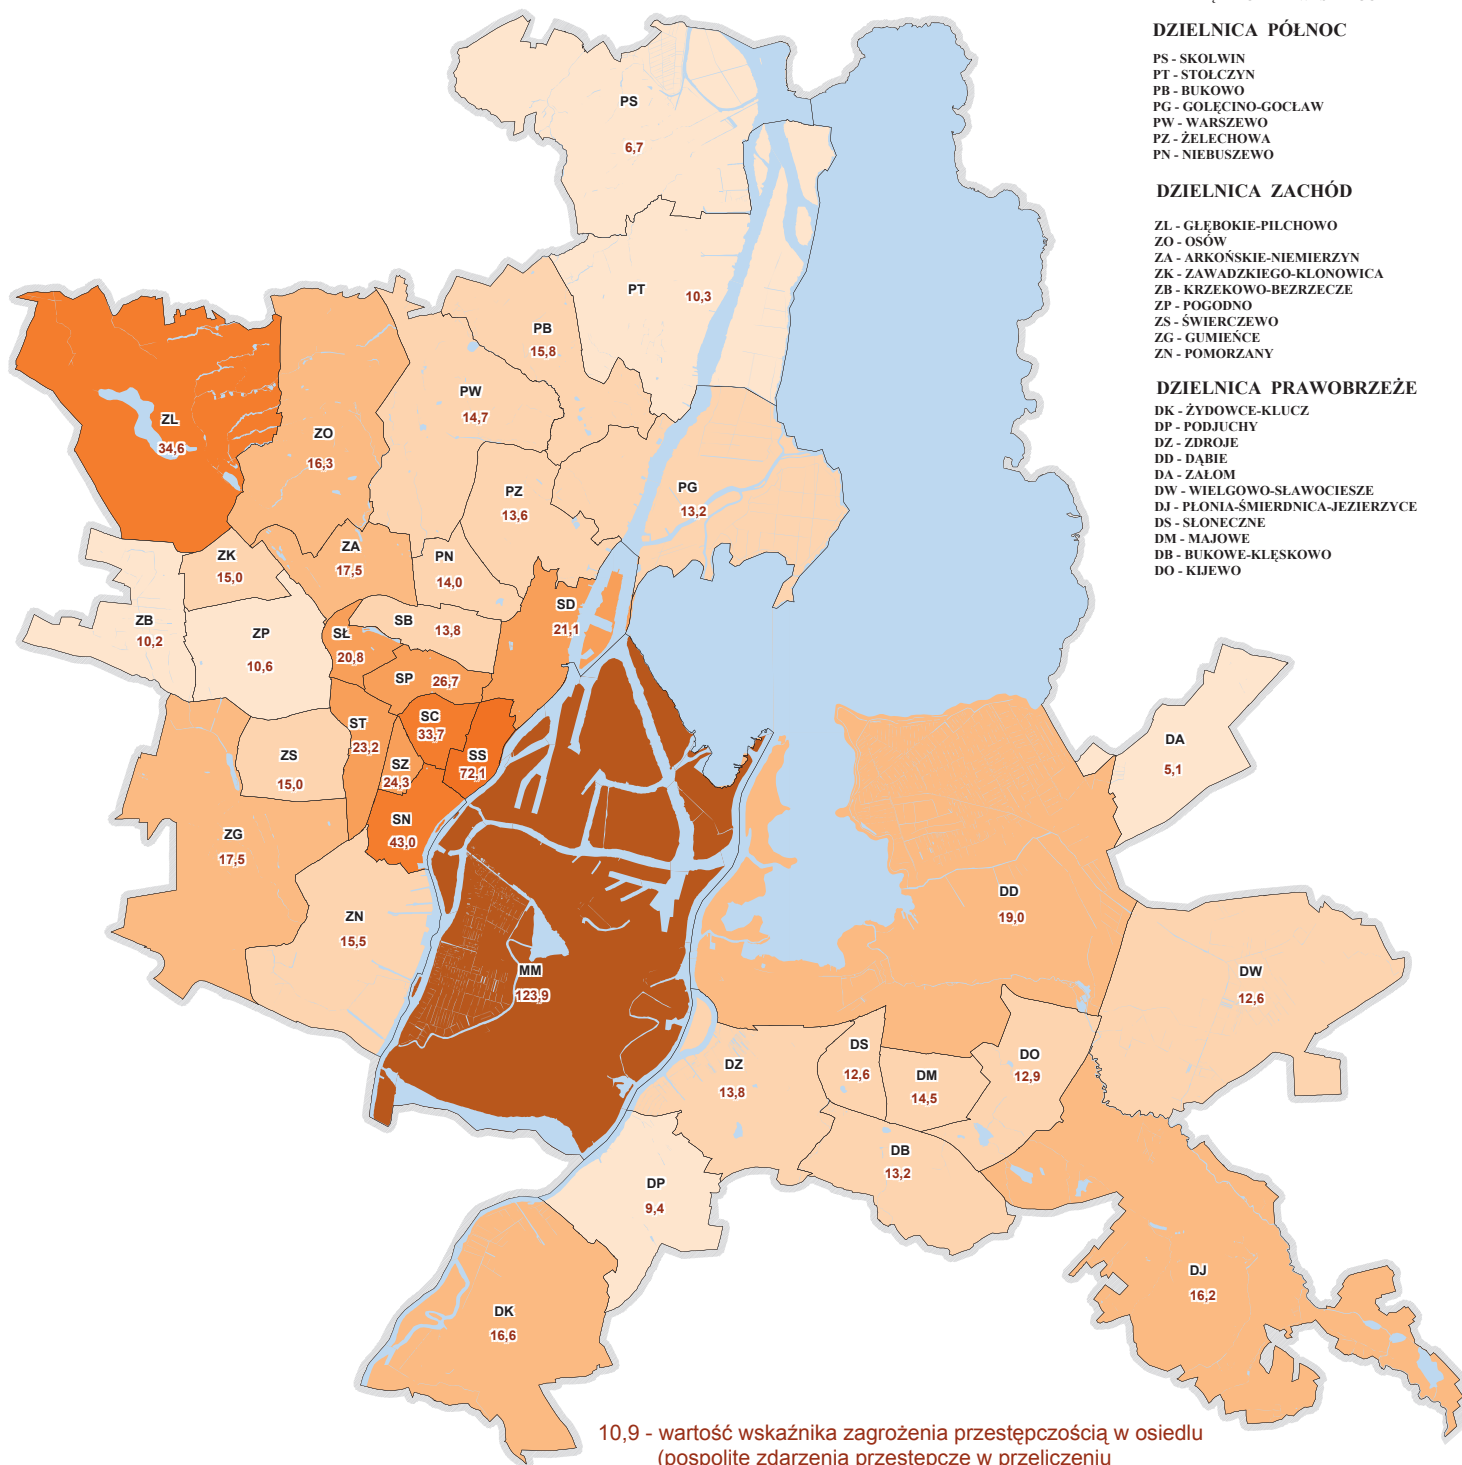 DZIELNICA PÓŁNOC
PS - SKOLWIN
PT - STOŁCZYN
PB - BUKOWO
PG - GOLĘCINO-GOCŁAW
PW - WARSZEWO
PZ - ŻELECHOWA
PN - NIEBUSZEWO
DZIELNICA ZACHÓD
ZL - GŁĘBOKIE-PILCHOWO
ZO - OSÓW
ZA - ARKOŃSKIE-NIEMIERZYN
ZK - ZAWADZKIEGO-KLONOWICA
ZB - KRZEKOWO-BEZRZECZE
ZP - POGODNO
ZS - ŚWIERCZEWO
ZG - GUMIEŃCE
ZN - POMORZANY
DZIELNICA PRAWOBRZEŻE
DK - ŻYDOWCE-KLUCZ
DP - PODJUCHY
DZ - ZDROJE
DD - DĄBIE
DA - ZAŁOM
DW - WIELGOWO-SŁAWOCIESZE
DJ - PŁONIA-ŚMIERDNICA-JEZIERZYCE
DS - SŁONECZNE
DM - MAJOWE
DB - BUKOWE-KLĘSKOWO
DO - KIJEWO
PS
6,7
PT
10,3
PB
15,8
PW
14,7
ZL
34,6
ZO
16,3
PZ
13,6
PG
13,2
ZA
17,5
PN
14,0
ZK
15,0
ZB
10,2
ZP
10,6
SŁ
20,8
SB
13,8
SD
21,1
SP
26,7
ST
23,2
SC
33,7
SS
72,1
SZ
24,3
ZS
15,0
SN
43,0
ZG
17,5
ZN
15,5
MM
123,9
DA
5,1
DD
19,0
DW
12,6
DZ
13,8
DS
12,6
DM
14,5
DO
12,9
DB
13,2
DP
9,4
DJ
16,2
DK
16,6
10,9 - wartość wskaźnika zagrożenia przestępczością w osiedlu
(pospolite zdarzenia przestępcze w przeliczeniu